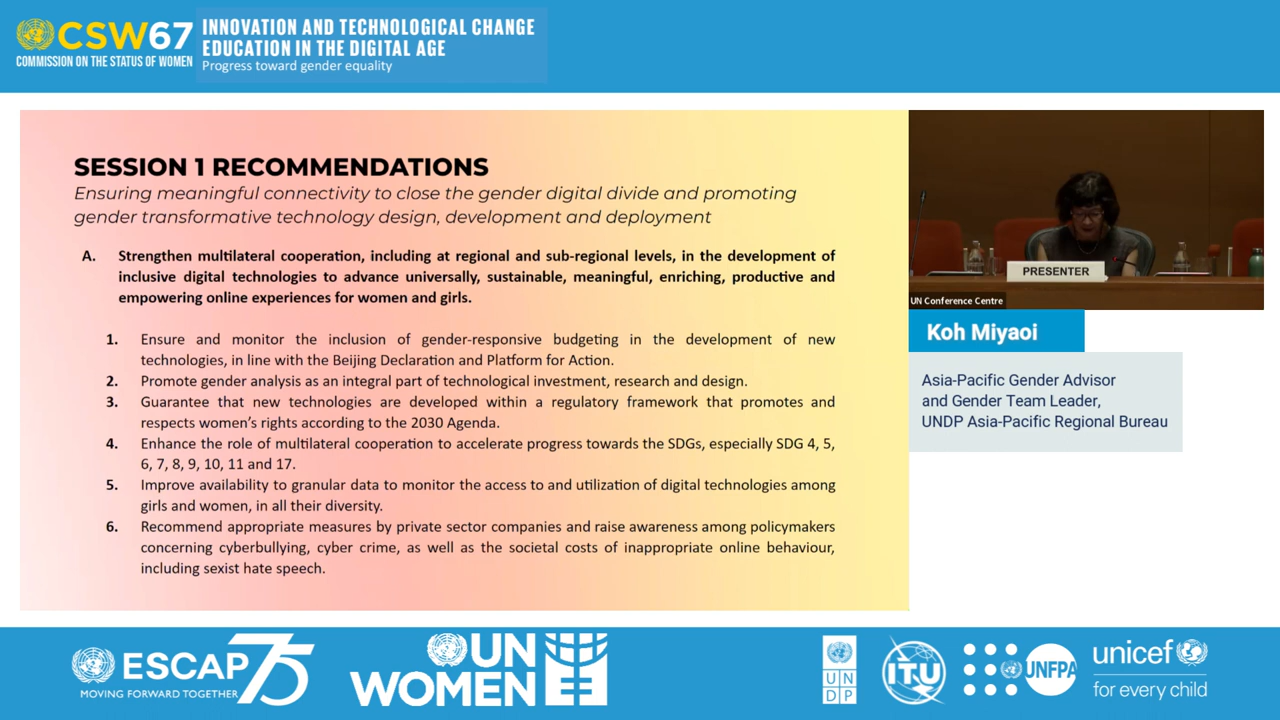 CSW67
COMMISSION ON THE STATUS OF WOMEN
INNOVATION AND TECHNOLOGICAL CHANGE
EDUCATION IN THE DIGITAL AGE
Progress toward gender equality
SESSION 1 RECOMMENDATIONS
Ensuring meaningful connectivity to close the gender digital divide and promoting
gender transformative technology design, development and deployment
A. Strengthen multilateral cooperation, including at regional and sub-regional levels, in the development of
inclusive digital technologies to advance universally, sustainable, meaningful, enriching, productive and
empowering online experiences for women and girls.
1. Ensure and monitor the inclusion of gender-responsive budgeting in the development of new
technologies, in line with the Beijing Declaration and Platform for Action.
2. Promote gender analysis as an integral part of technological investment, research and design.
3. Guarantee that new technologies are developed within a regulatory framework that promotes and
respects women's rights according to the 2030 Agenda.
4. Enhance the role of multilateral cooperation to accelerate progress towards the SDGs, especially SDG 4, 5,
6, 7, 8, 9, 10, 11 and 17.
5. Improve availability to granular data to monitor the access to and utilization of digital technologies among
girls and women, in all their diversity.
6. Recommend appropriate measures by private sector companies and raise awareness among policymakers
concerning cyberbullying, cyber crime, as well as the societal costs of inappropriate online behaviour,
including sexist hate speech.
PRESENTER
UN Conference Centre
Koh Miyaoi
Asia-Pacific Gender Advisor
and Gender Team Leader,
UNDP Asia-Pacific Regional Bureau
ESCAP 75
MOVING FORWARD TOGETHER
UN
WOMEN
U N
D P
ITU
UNFPA
unicef
for every child